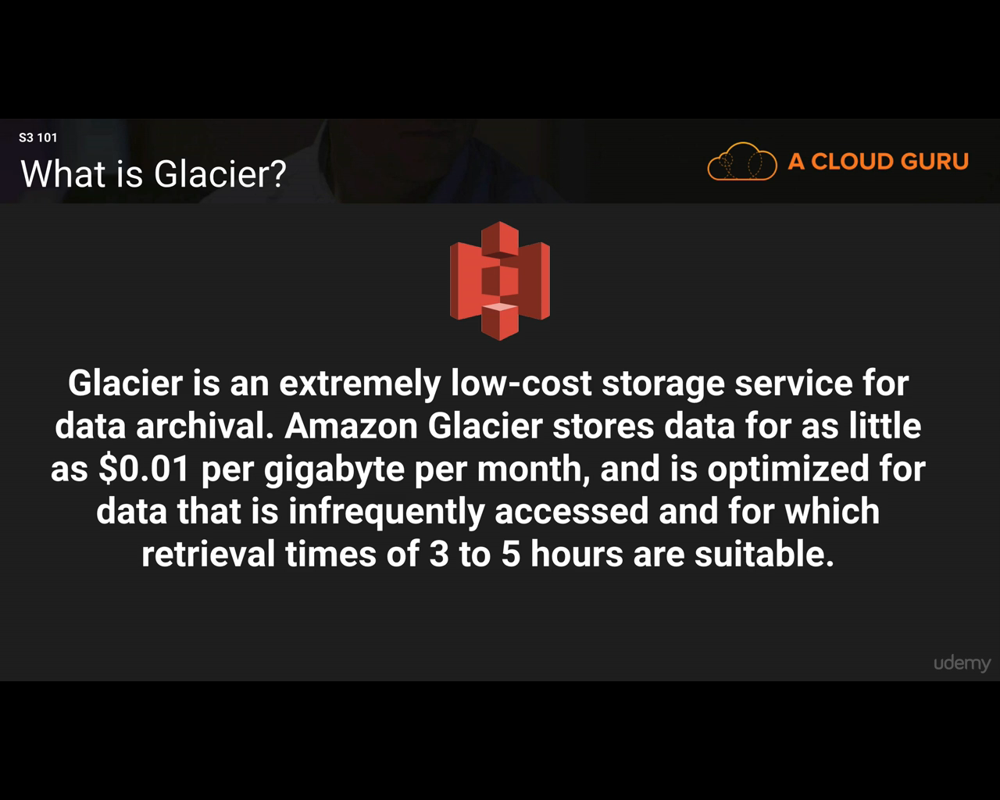 S3 101
What is Glacier?
A CLOUD GURU
Glacier is an extremely low-cost storage service for
data archival. Amazon Glacier stores data for as little
as $0.01 per gigabyte per month, and is optimized for
data that is infrequently accessed and for which
retrieval times of 3 to 5 hours are suitable.
udemy